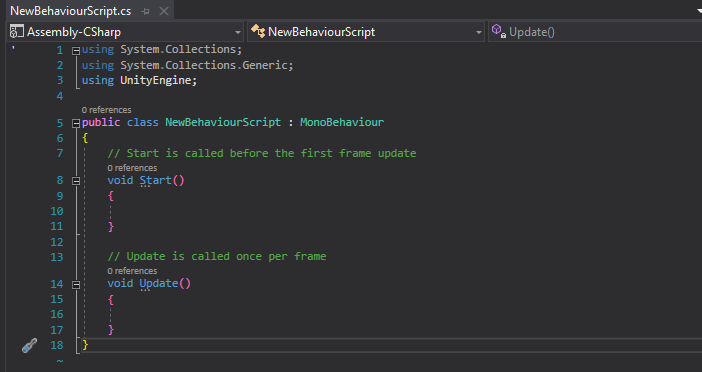 NewBehaviourScript.cs
Assembly-CSharp NewBehaviourScript Update()
1 using System.Collections;
2 using System.Collections.Generic;
3 using UnityEngine;
4
0 references
5 public class NewBehaviourScript : MonoBehaviour
6 {
7 // Start is called before the first frame update
0 references
8 void Start()
9 {
10
11 }
12
13 // Update is called once per frame
0 references
14 void Update()
15 {
16
17 }
18 }
~